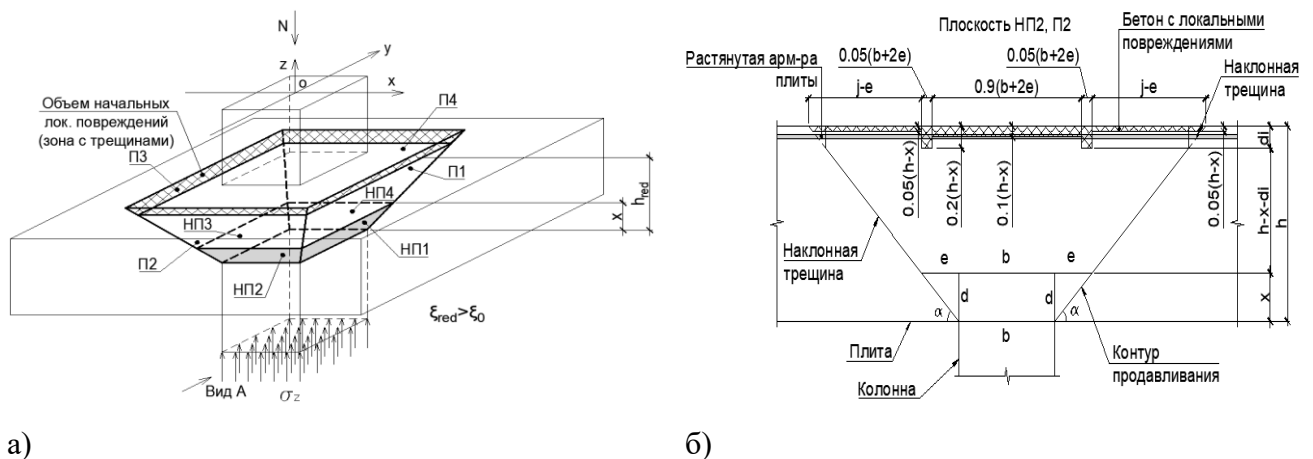 N
z
y
o
x
Объем начальных
лок. повреждений
(зона с трещинами)
П3
П4
П1
НП4
НП3
НП1
П2
НП2
x
h_red
ξ_red>ξ_0
Вид А
σ_z
а)
Плоскость НП2, П2
Бетон с локальными
повреждениями
Растянутая арм-ра
плиты
0.05(b+2e)
0.05(b+2e)
Наклонная
трещина
j-e
0.9(b+2e)
j-e
di
0.05(h-x)
0.2(h-x)
0.1(h-x)
0.05(h-x)
h-x-di
h
Наклонная
трещина
e
b
e
d
d
x
α
α
b
Плита
Колонна
Контур
продавливания
б)